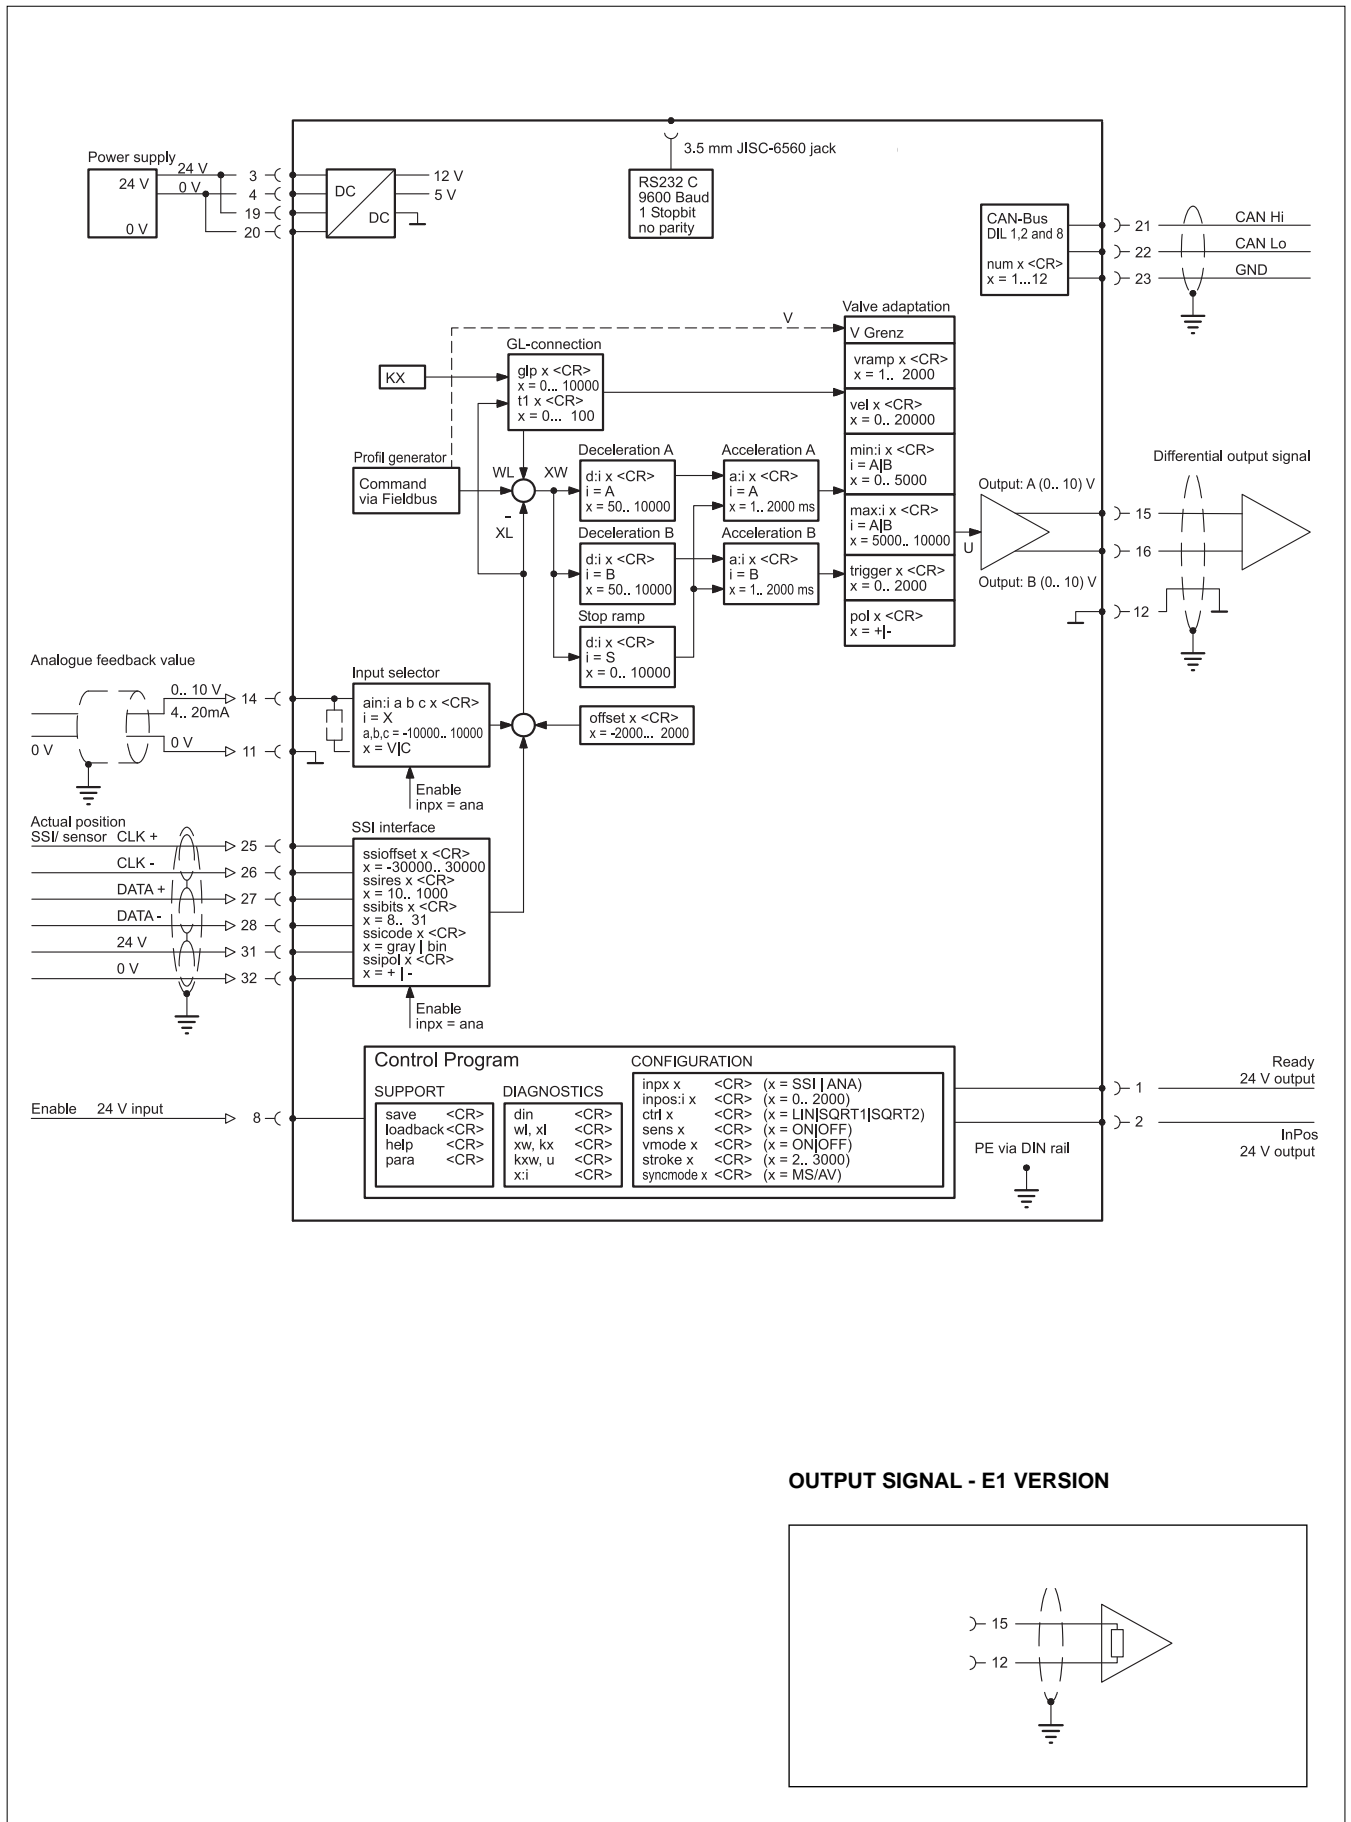 3.5 mm JISC-6560 jack
Power supply
24 V
0 V
24 V
0 V
3
4
19
20
DC
DC
12 V
5 V
RS232 C
9600 Baud
1 Stopbit
no parity
CAN-Bus
DIL 1,2 and 8
num x <CR>
x = 1...12
21
22
23
CAN Hi
CAN Lo
GND
Valve adaptation
V
V Grenz
vramp x <CR>
x = 1.. 2000
vel x <CR>
x = 0.. 20000
min:i x <CR>
i = A|B
x = 0.. 5000
max:i x <CR>
i = A|B
x = 5000.. 10000
trigger x <CR>
x = 0.. 2000
pol x <CR>
x = +|-
GL-connection
KX
glp x <CR>
x = 0... 10000
t1 x <CR>
x = 0... 100
Profil generator
Command
via Fieldbus
WL
XW
-
XL
Deceleration A
d:i x <CR>
i = A
x = 50.. 10000
Acceleration A
a:i x <CR>
i = A
x = 1.. 2000 ms
Deceleration B
d:i x <CR>
i = B
x = 50.. 10000
Acceleration B
a:i x <CR>
i = B
x = 1.. 2000 ms
Stop ramp
d:i x <CR>
i = S
x = 0.. 10000
U
Output: A (0.. 10) V
Output: B (0.. 10) V
Differential output signal
15
16
12
Analogue feedback value
0.. 10 V
4.. 20mA
0 V
0 V
14
11
Input selector
ain:i a b c x <CR>
i = X
a,b,c = -10000.. 10000
x = V|C
offset x <CR>
x = -2000... 2000
Enable
inpx = ana
Actual position
SSI/ sensor
CLK +
CLK -
DATA +
DATA -
24 V
0 V
25
26
27
28
31
32
SSI interface
ssioffset x <CR>
x = -30000.. 30000
ssires x <CR>
x = 10.. 1000
ssibits x <CR>
x = 8.. 31
ssicode x <CR>
x = gray | bin
ssipol x <CR>
x = + | -
Enable
inpx = ana
Control Program
SUPPORT
save <CR>
loadback <CR>
help <CR>
para <CR>
DIAGNOSTICS
din <CR>
wl, xl <CR>
xw, kx <CR>
kxw, u <CR>
x:i <CR>
CONFIGURATION
inpx x <CR> (x = SSI | ANA)
inpos:i x <CR> (x = 0.. 2000)
ctrl x <CR> (x = LIN|SQRT1|SQRT2)
sens x <CR> (x = ON|OFF)
vmode x <CR> (x = ON|OFF)
stroke x <CR> (x = 2.. 3000)
syncmode x <CR> (x = MS/AV)
Enable 24 V input
8
1
2
Ready
24 V output
InPos
24 V output
PE via DIN rail
OUTPUT SIGNAL - E1 VERSION
15
12